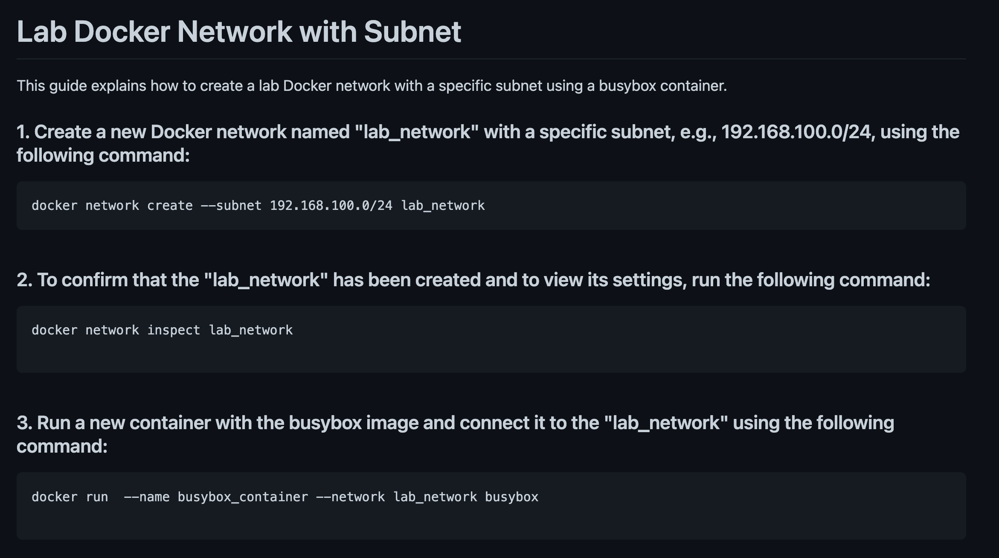 Lab Docker Network with Subnet
This guide explains how to create a lab Docker network with a specific subnet using a busybox container.
1. Create a new Docker network named "lab_network" with a specific subnet, e.g., 192.168.100.0/24, using the
following command:
docker network create --subnet 192.168.100.0/24 lab_network
2. To confirm that the "lab_network" has been created and to view its settings, run the following command:
docker network inspect lab_network
3. Run a new container with the busybox image and connect it to the "lab_network" using the following
command:
docker run  --name busybox_container --network lab_network busybox